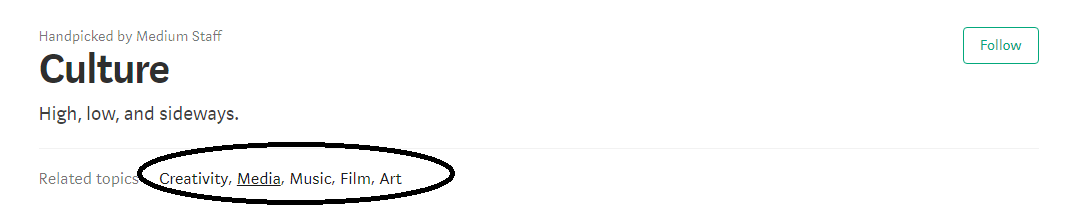 Handpicked by Medium Staff
Culture
Follow
High, low, and sideways.
Related topics Creativity, Media, Music, Film, Art